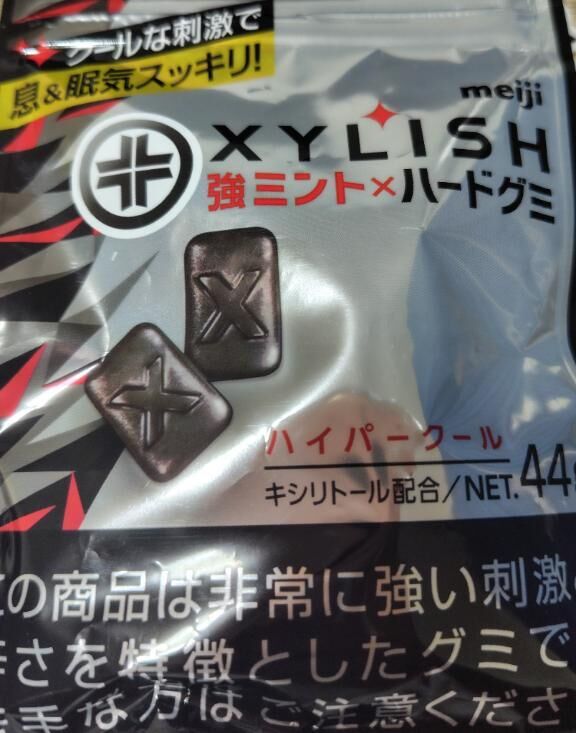 クールな刺激で
息&眠気スッキリ!
meiji
XYLISH
強ミント×ハードグミ
X
X
ハイパークール
キシリトール配合/NET.44g
の商品は非常に強い刺激
さを特徴としたグミで
手な方はご注意くださ